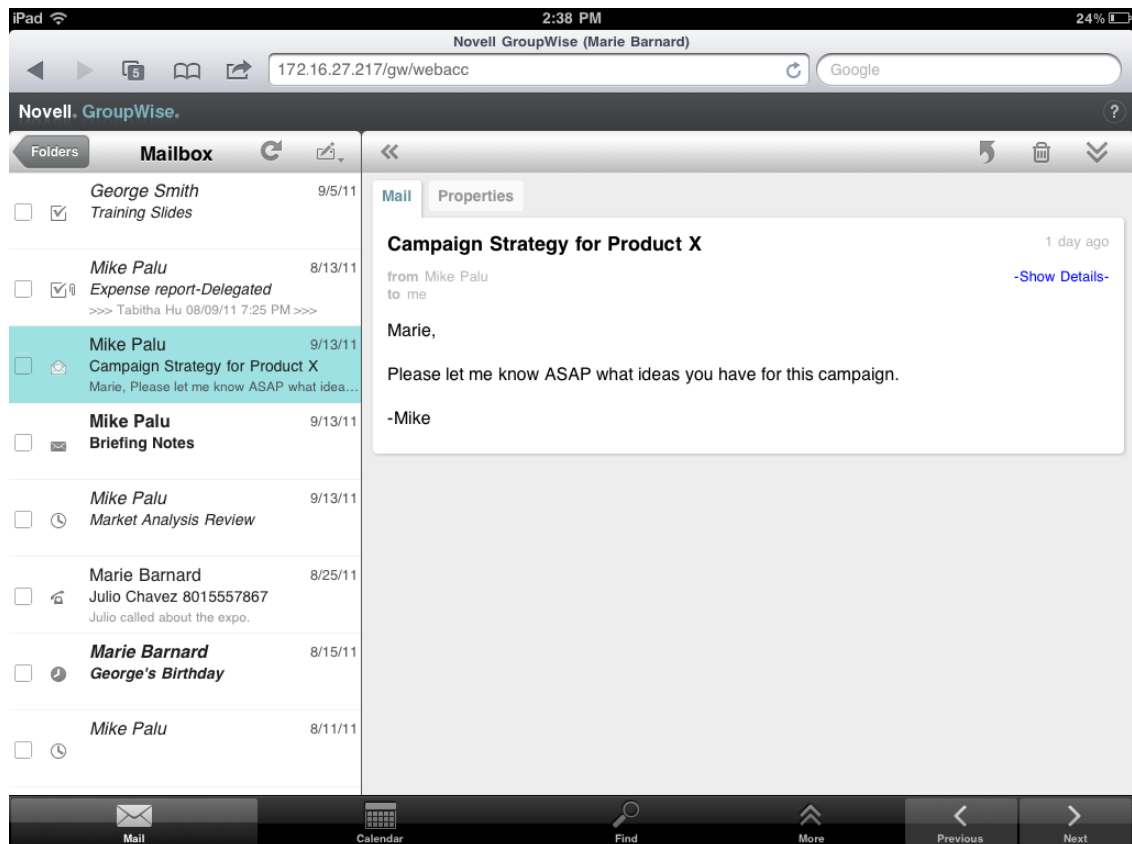 iPad 2:38 PM 24%
Novell GroupWise (Marie Barnard)
5 172.16.27.217/gw/webacc Google
Novell. GroupWise. ?
Folders Mailbox
George Smith 9/5/11
Training Slides
Mike Palu 8/13/11
Expense report-Delegated
>>> Tabitha Hu 08/09/11 7:25 PM >>>
Mike Palu 9/13/11
Campaign Strategy for Product X
Marie, Please let me know ASAP what idea...
Mike Palu 9/13/11
Briefing Notes
Mike Palu 9/13/11
Market Analysis Review
Marie Barnard 8/25/11
Julio Chavez 8015557867
Julio called about the expo.
Marie Barnard 8/15/11
George's Birthday
Mike Palu 8/11/11
Mail Properties
Campaign Strategy for Product X 1 day ago
from Mike Palu -Show Details-
to me
Marie,
Please let me know ASAP what ideas you have for this campaign.
-Mike
Mail Calendar Find More Previous Next